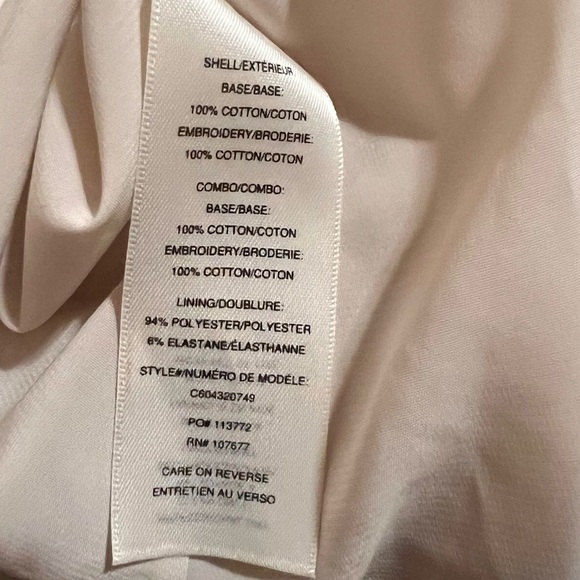 SHELL/EXTÉRIEUR
BASE/BASE:
100% COTTON/COTON
EMBROIDERY/BRODERIE:
100% COTTON/COTON
COMBO/COMBO:
BASE/BASE:
100% COTTON/COTON
EMBROIDERY/BRODERIE:
100% COTTON/COTON
LINING/DOUBLURE:
94% POLYESTER/POLYESTER
6% ELASTANE/ÉLASTHANNE
STYLE#/NUMÉRO DE MODÈLE:
C604320749
PO# 113772
RN# 107677
CARE ON REVERSE
ENTRETIEN AU VERSO